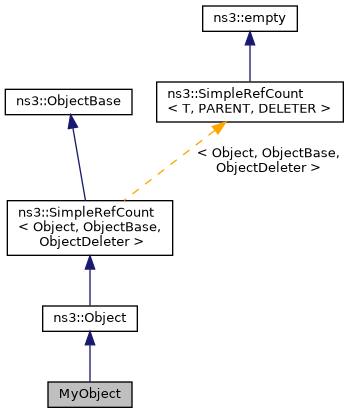 ns3::empty
ns3::SimpleRefCount
< T, PARENT, DELETER >
ns3::ObjectBase
< Object, ObjectBase,
ObjectDeleter >
ns3::SimpleRefCount
< Object, ObjectBase,
ObjectDeleter >
ns3::Object
MyObject